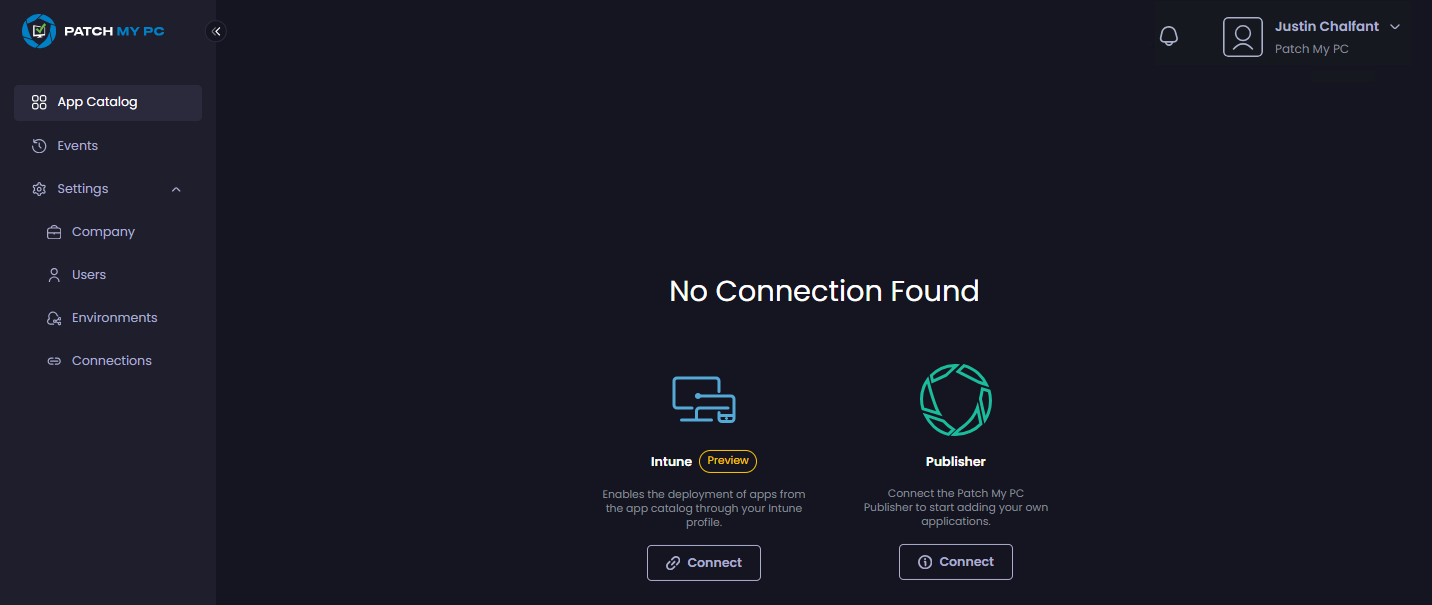 PATCH MY PC
Justin Chalfant
Patch My PC
App Catalog
Events
Settings
Company
Users
Environments
Connections
No Connection Found
Intune Preview
Enables the deployment of apps from
the app catalog through your Intune
profile.
Connect
Publisher
Connect the Patch My PC
Publisher to start adding your own
applications.
Connect